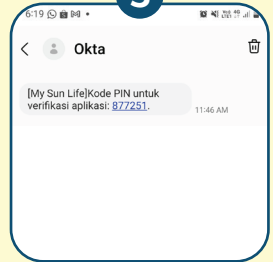 6:19
Okta
[My Sun Life]Kode PIN untuk
verifikasi aplikasi: 877251.
11:46 AM